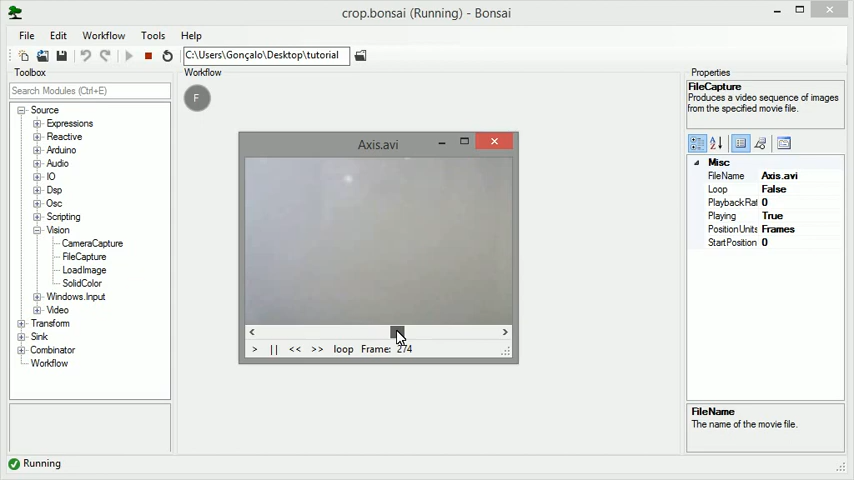 crop.bonsai (Running) - Bonsai
File Edit Workflow Tools Help
C:\Users\Gonçalo\Desktop\tutorial
Toolbox
Search Modules (Ctrl+E)
Source
Expressions
Reactive
Arduino
Audio
IO
Dsp
Osc
Scripting
Vision
CameraCapture
FileCapture
LoadImage
SolidColor
Windows.Input
Video
Transform
Sink
Combinator
Workflow
Workflow
F
Axis.avi
< >
> || << >> loop Frame: 274
Properties
FileCapture
Produces a video sequence of images
from the specified movie file.
Misc
FileName Axis.avi
Loop False
PlaybackRat 0
Playing True
PositionUnits Frames
StartPosition 0
FileName
The name of the movie file.
Running